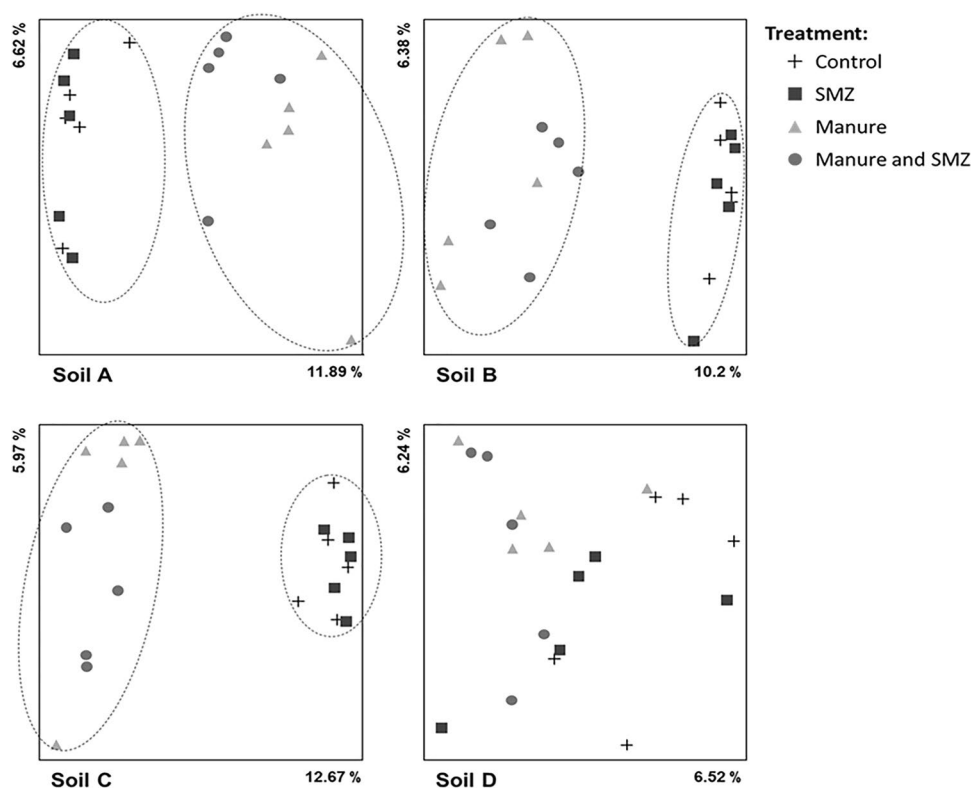 6.62 %
Soil A
11.89 %
6.38 %
Soil B
10.2 %
Treatment:
Control
SMZ
Manure
Manure and SMZ
5.97 %
Soil C
12.67 %
6.24 %
Soil D
6.52 %